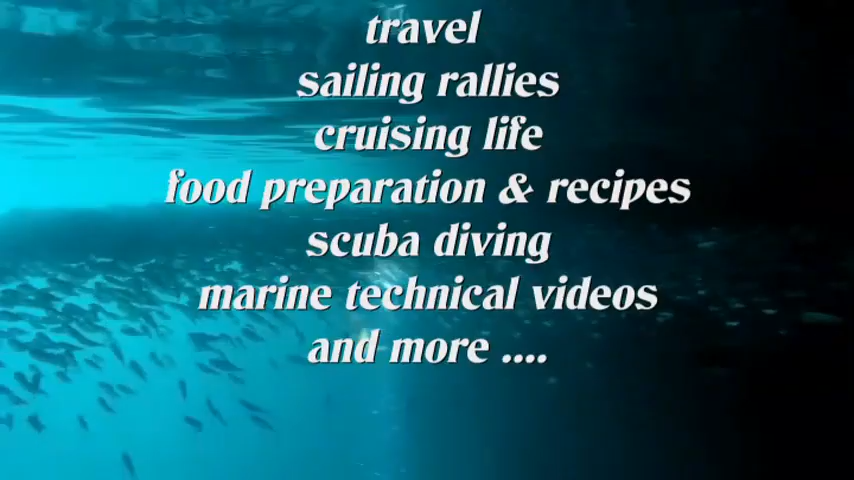 travel
sailing rallies
cruising life
food preparation & recipes
scuba diving
marine technical videos
and more ....